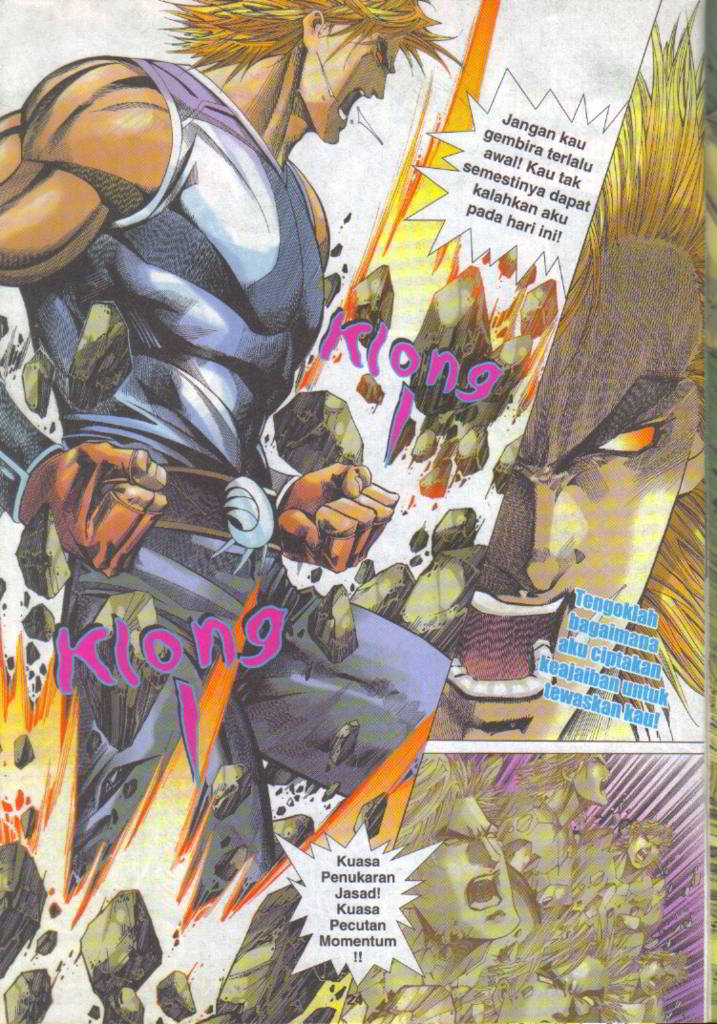 Jangan kau
gembira terlalu
awal! Kau tak
semestinya dapat
kalahkan aku
pada hari ini!
Klong
!
Klong
!
Tengoklah
bagaimana
aku ciptakan
keajaiban untuk
tewaskan kau!
Kuasa
Penukaran
Jasad!
Kuasa
Pecutan
Momentum
!!
24